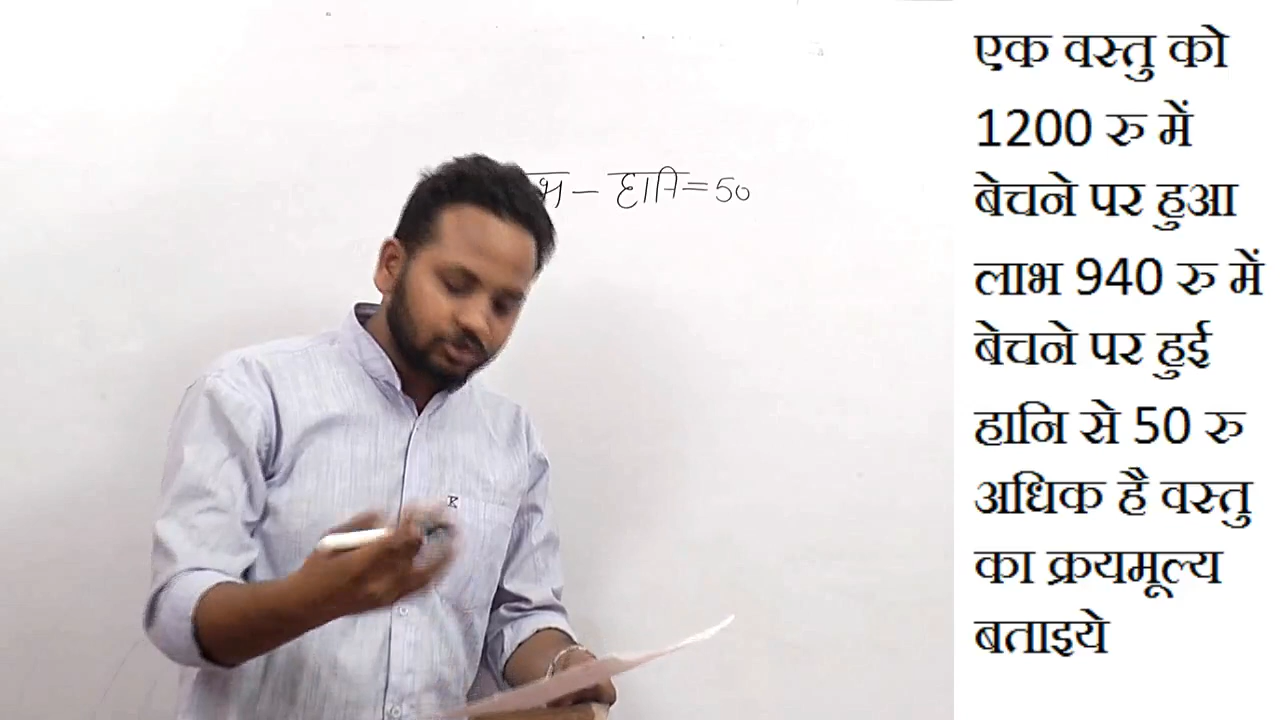 – हानि = 50
एक वस्तु को
1200 रु में
बेचने पर हुआ
लाभ 940 रु में
बेचने पर हुई
हानि से 50 रु
अधिक है वस्तु
का क्रयमूल्य
बताइये